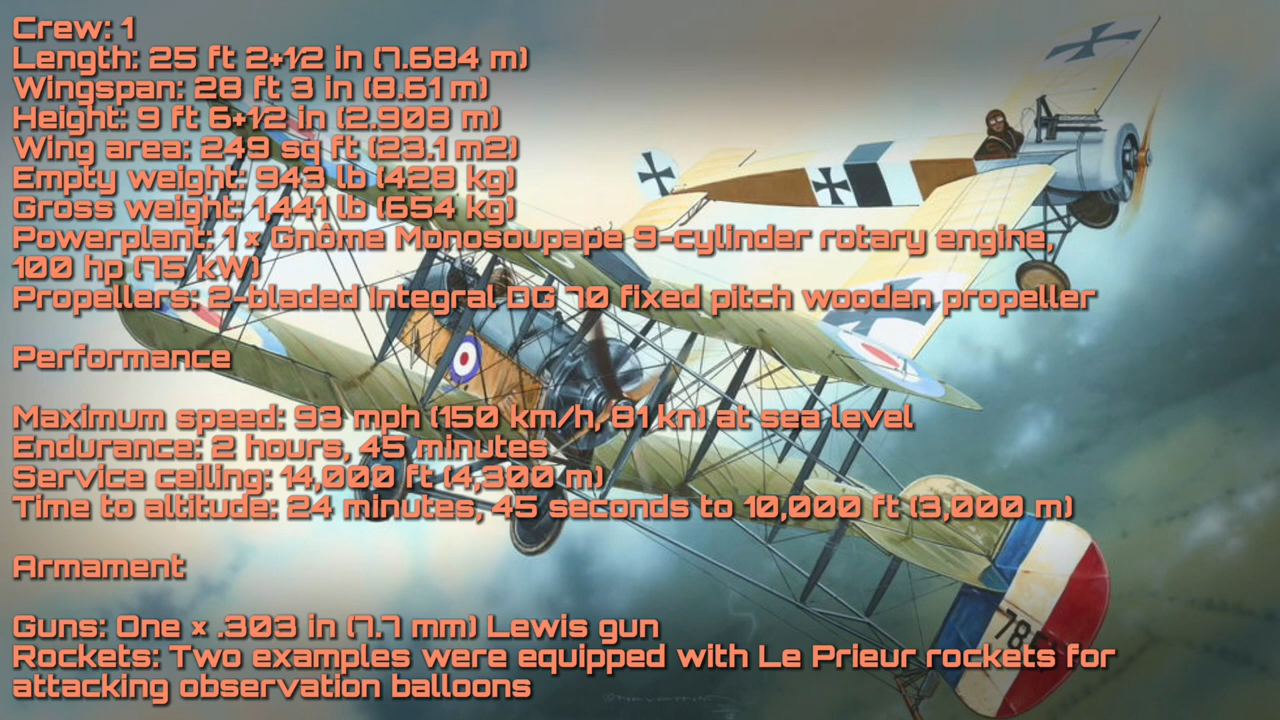 Crew: 1
Length: 25 ft 2+1⁄2 in (7.684 m)
Wingspan: 28 ft 3 in (8.61 m)
Height: 9 ft 6+1⁄2 in (2.908 m)
Wing area: 249 sq ft (23.1 m2)
Empty weight: 943 lb (428 kg)
Gross weight: 1,441 lb (654 kg)
Powerplant: 1 × Gnôme Monosoupape 9-cylinder rotary engine,
100 hp (75 kW)
Propellers: 2-bladed Integral DG 70 fixed pitch wooden propeller
Performance
Maximum speed: 93 mph (150 km/h, 81 kn) at sea level
Endurance: 2 hours, 45 minutes
Service ceiling: 14,000 ft (4,300 m)
Time to altitude: 24 minutes, 45 seconds to 10,000 ft (3,000 m)
Armament
Guns: One × .303 in (7.7 mm) Lewis gun
Rockets: Two examples were equipped with Le Prieur rockets for
attacking observation balloons